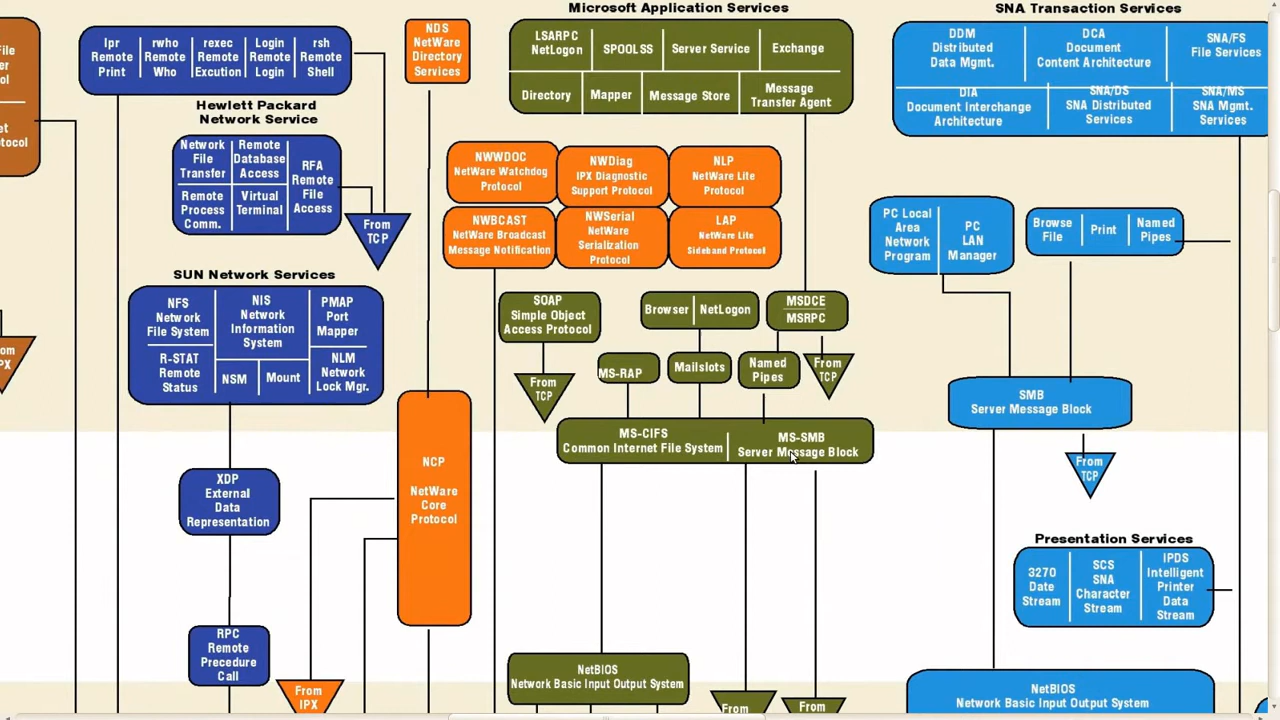 Microsoft Application Services
SNA Transaction Services
File
er
ol
et
otocol
lpr
Remote
Print
rwho
Remote
Who
rexec
Remote
Excution
Login
Remote
Login
rsh
Remote
Shell
NDS
NetWare
Directory
Services
LSARPC
NetLogon
SPOOLSS
Server Service
Exchange
Directory
Mapper
Message Store
Message
Transfer Agent
DDM
Distributed
Data Mgmt.
DCA
Document
Content Architecture
SNA/FS
File Services
DIA
Document Interchange
Architecture
SNA/DS
SNA Distributed
Services
SNA/MS
SNA Mgmt.
Services
Hewlett Packard
Network Service
Network
File
Transfer
Remote
Database
Access
RFA
Remote
File
Access
Remote
Process
Comm.
Virtual
Terminal
From
TCP
NWWDOC
NetWare Watchdog
Protocol
NWDiag
IPX Diagnostic
Support Protocol
NLP
NetWare Lite
Protocol
NWBCAST
NetWare Broadcast
Message Notification
NWSerial
NetWare
Serialization
Protocol
LAP
NetWare Lite
Sideband Protocol
PC Local
Area
Network
Program
PC
LAN
Manager
Browse
File
Print
Named
Pipes
SUN Network Services
NFS
Network
File System
NIS
Network
Information
System
PMAP
Port
Mapper
R-STAT
Remote
Status
NSM
Mount
NLM
Network
Lock Mgr.
SOAP
Simple Object
Access Protocol
Browser
NetLogon
MSDCE
MSRPC
om
PX
From
TCP
MS-RAP
Mailslots
Named
Pipes
From
TCP
SMB
Server Message Block
MS-CIFS
Common Internet File System
MS-SMB
Server Message Block
NCP
NetWare
Core
Protocol
From
TCP
XDP
External
Data
Representation
Presentation Services
3270
Date
Stream
SCS
SNA
Character
Stream
IPDS
Intelligent
Printer
Data
Stream
RPC
Remote
Precedure
Call
From
IPX
NetBIOS
Network Basic Input Output System
From
From
NetBIOS
Network Basic Input Output System